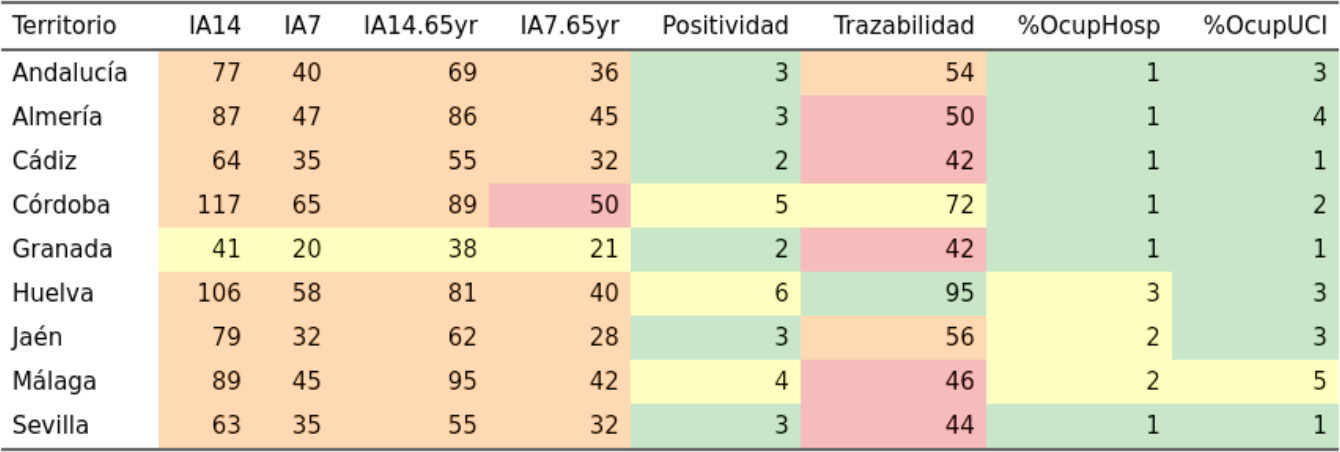 Territorio IA14 IA7 IA14.65yr IA7.65yr Positividad Trazabilidad %OcupHosp %OcupUCI
Andalucía 77 40 69 36 3 54 1 3
Almería 87 47 86 45 3 50 1 4
Cádiz 64 35 55 32 2 42 1 1
Córdoba 117 65 89 50 5 72 1 2
Granada 41 20 38 21 2 42 1 1
Huelva 106 58 81 40 6 95 3 3
Jaén 79 32 62 28 3 56 2 3
Málaga 89 45 95 42 4 46 2 5
Sevilla 63 35 55 32 3 44 1 1